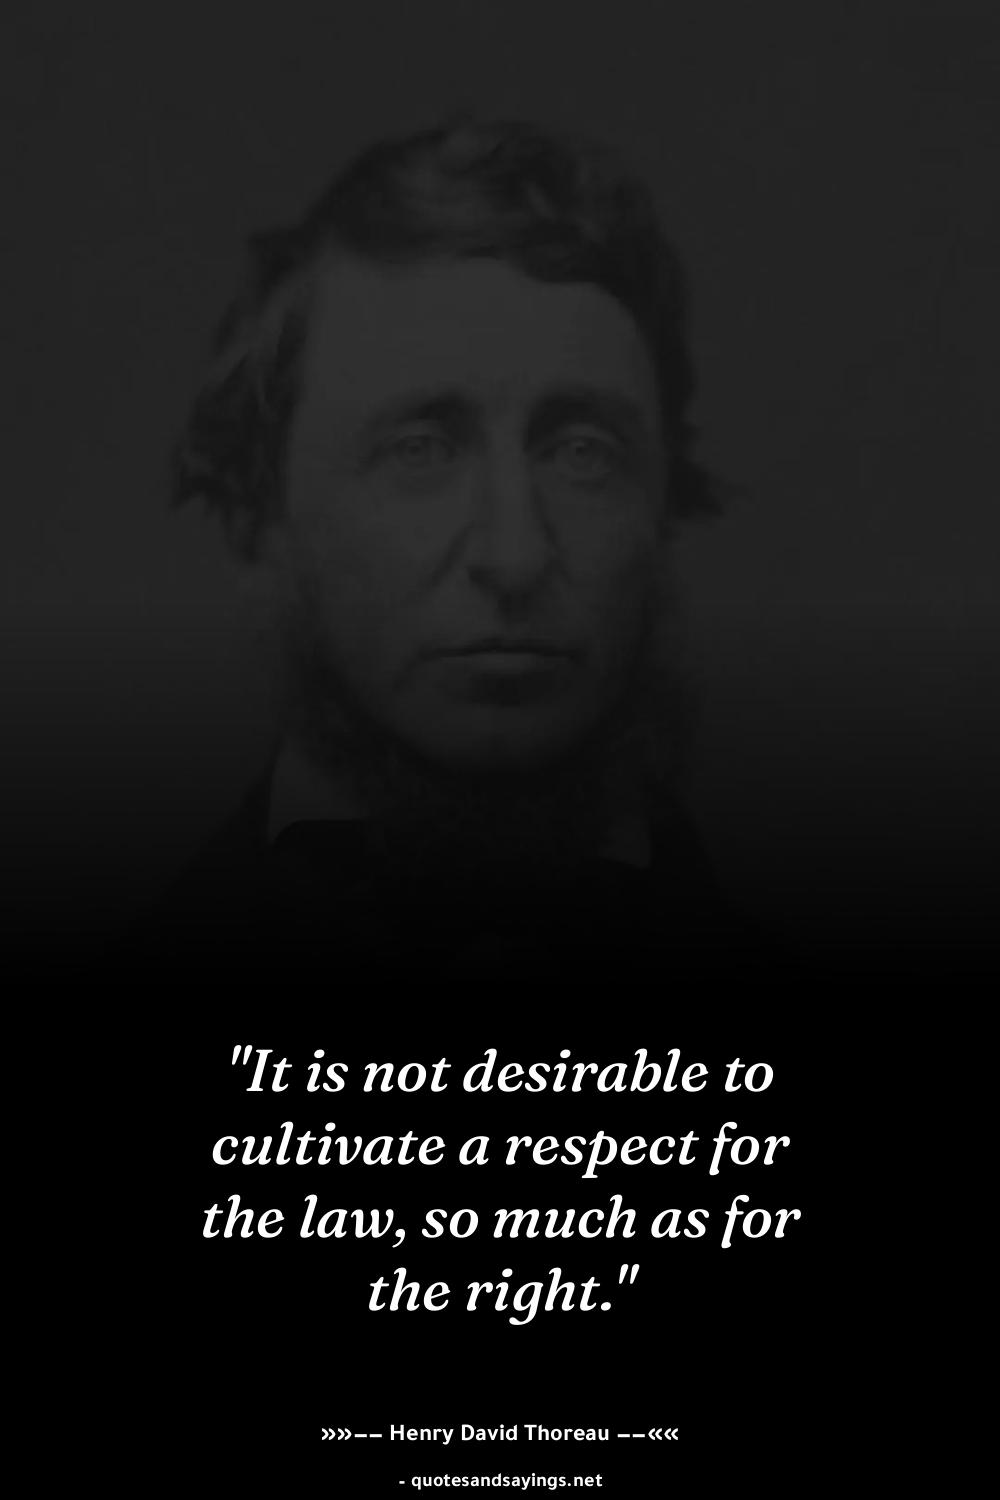 "It is not desirable to
cultivate a respect for
the law, so much as for
the right."
»»−− Henry David Thoreau −−««
- quotesandsayings.net